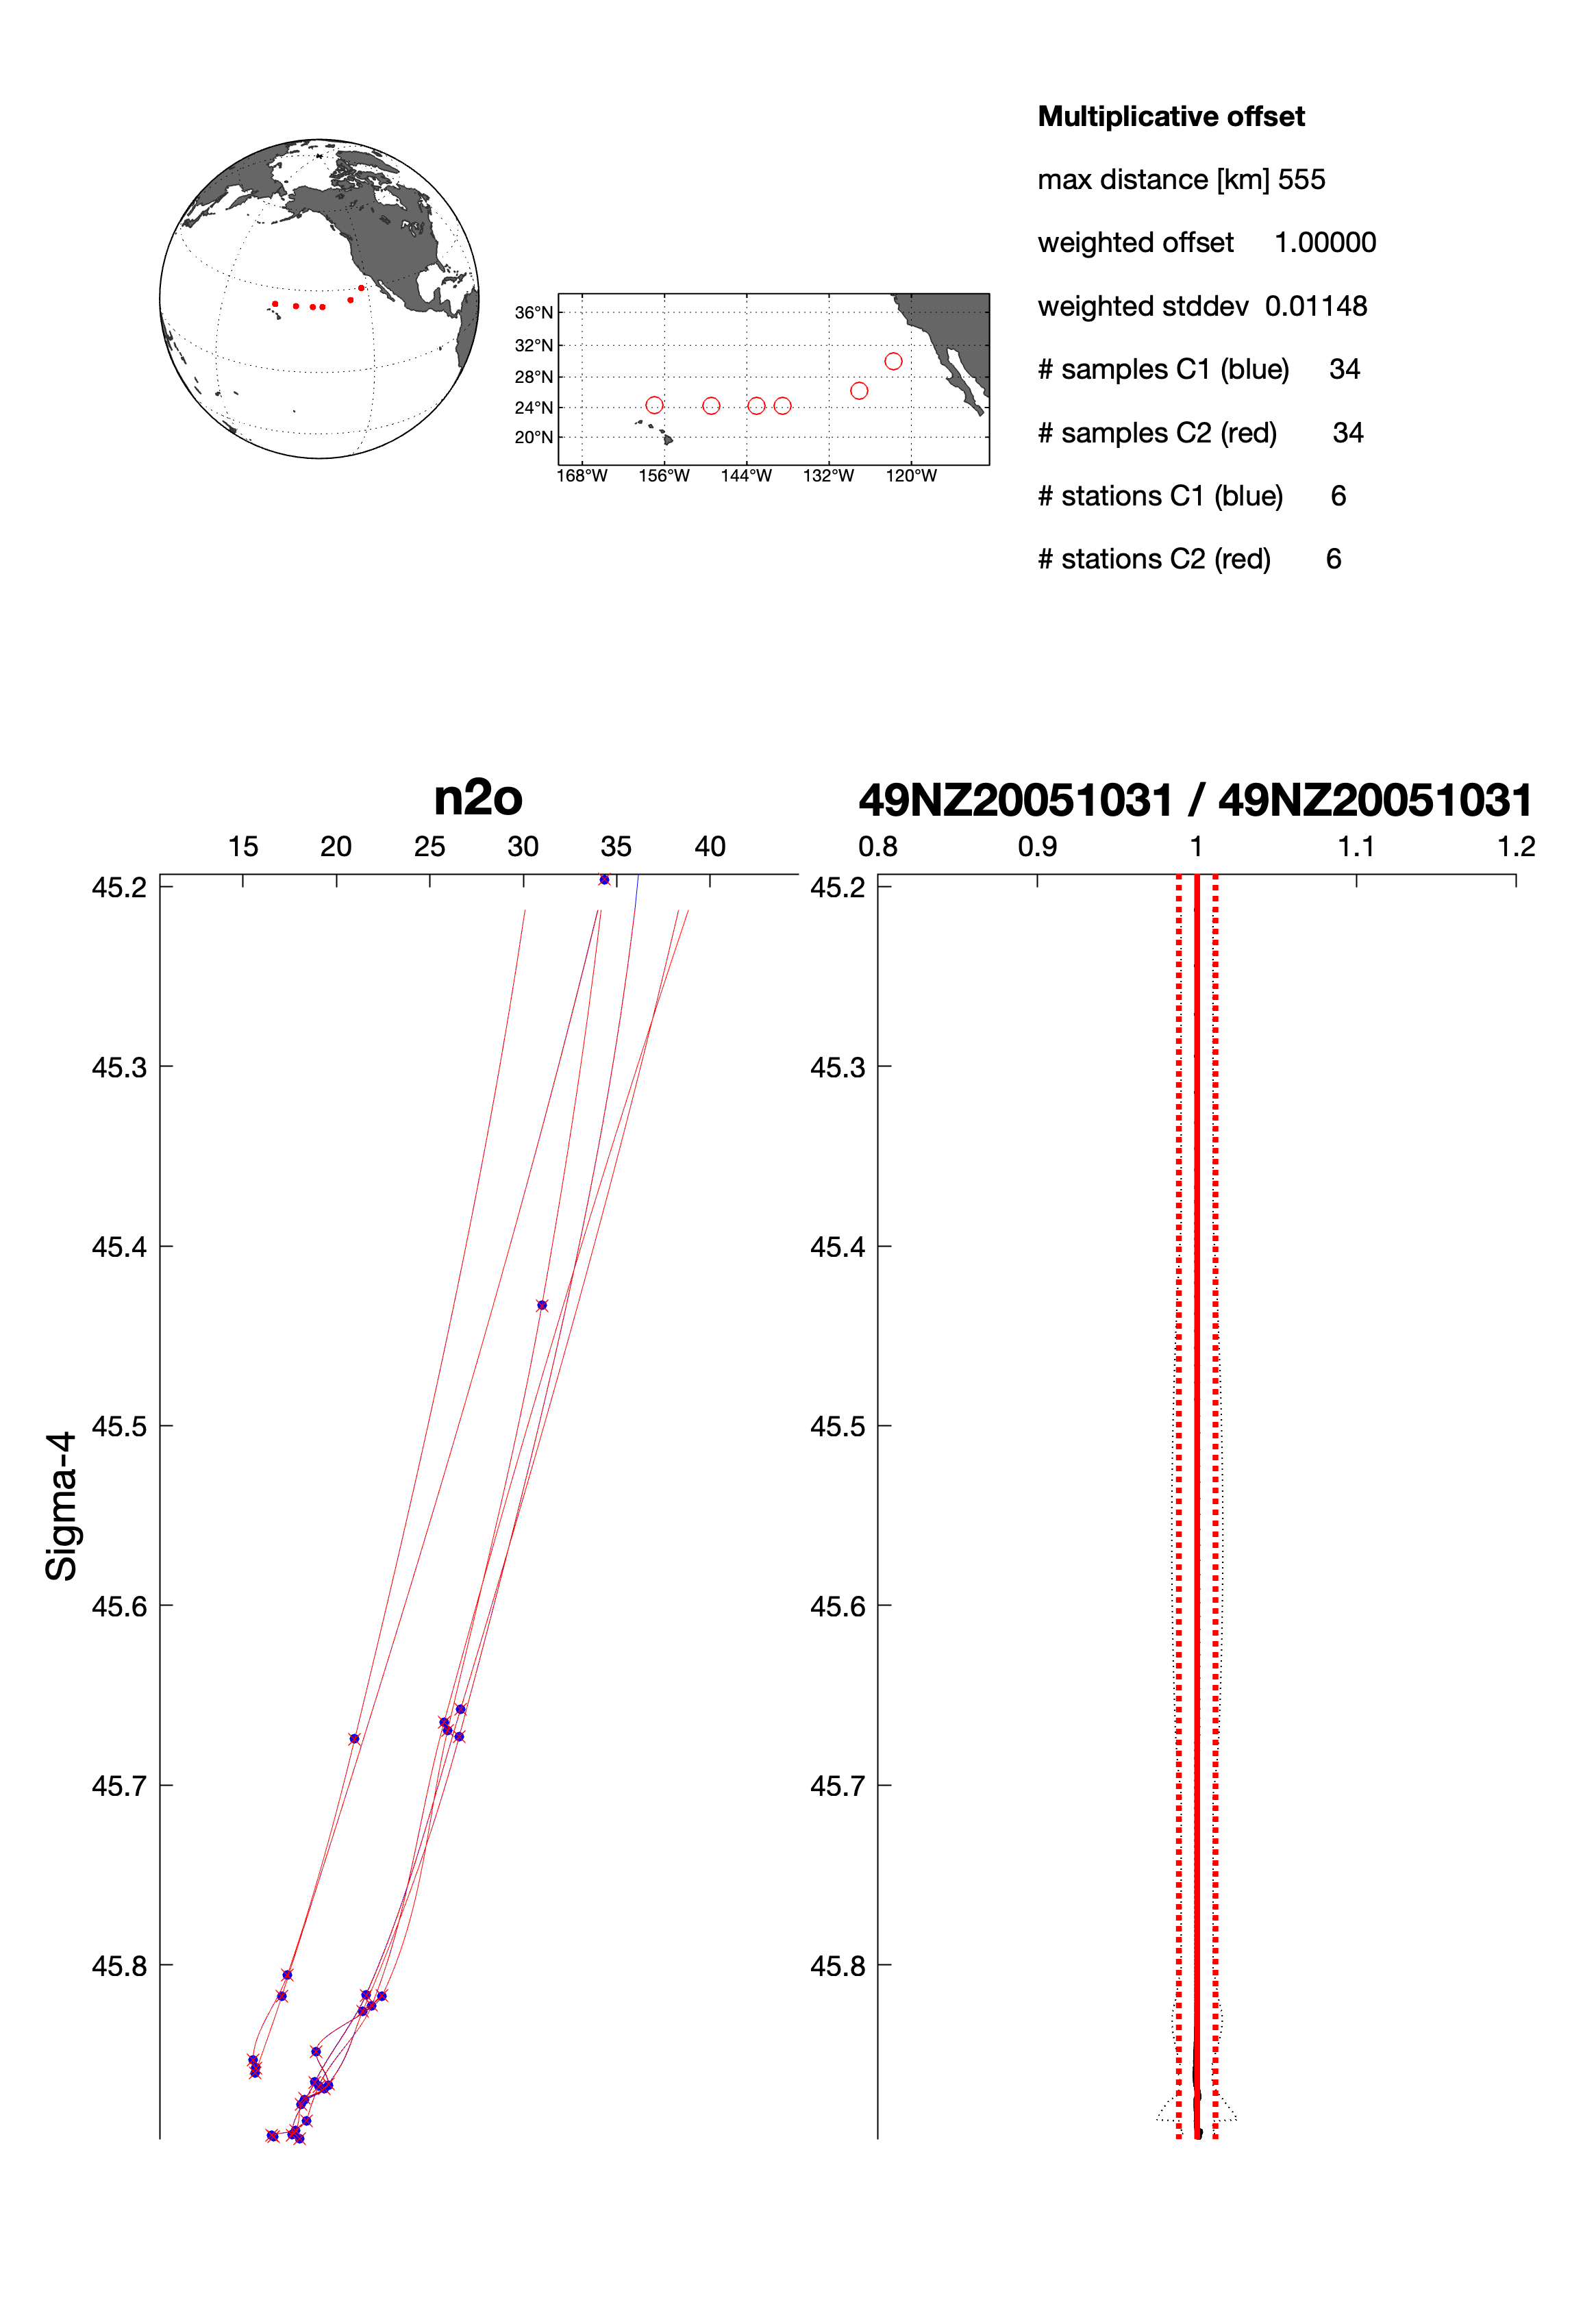 Multiplicative offset
max distance [km] 555
weighted offset 1.00000
weighted stddev 0.01148
# samples C1 (blue) 34
# samples C2 (red) 34
# stations C1 (blue) 6
# stations C2 (red) 6
36°N
32°N
28°N
24°N
20°N
168°W 156°W 144°W 132°W 120°W
n2o
15 20 25 30 35 40
45.2
45.3
45.4
45.5
45.6
45.7
45.8
Sigma-4
49NZ20051031 / 49NZ20051031
0.8 0.9 1 1.1 1.2
45.2
45.3
45.4
45.5
45.6
45.7
45.8